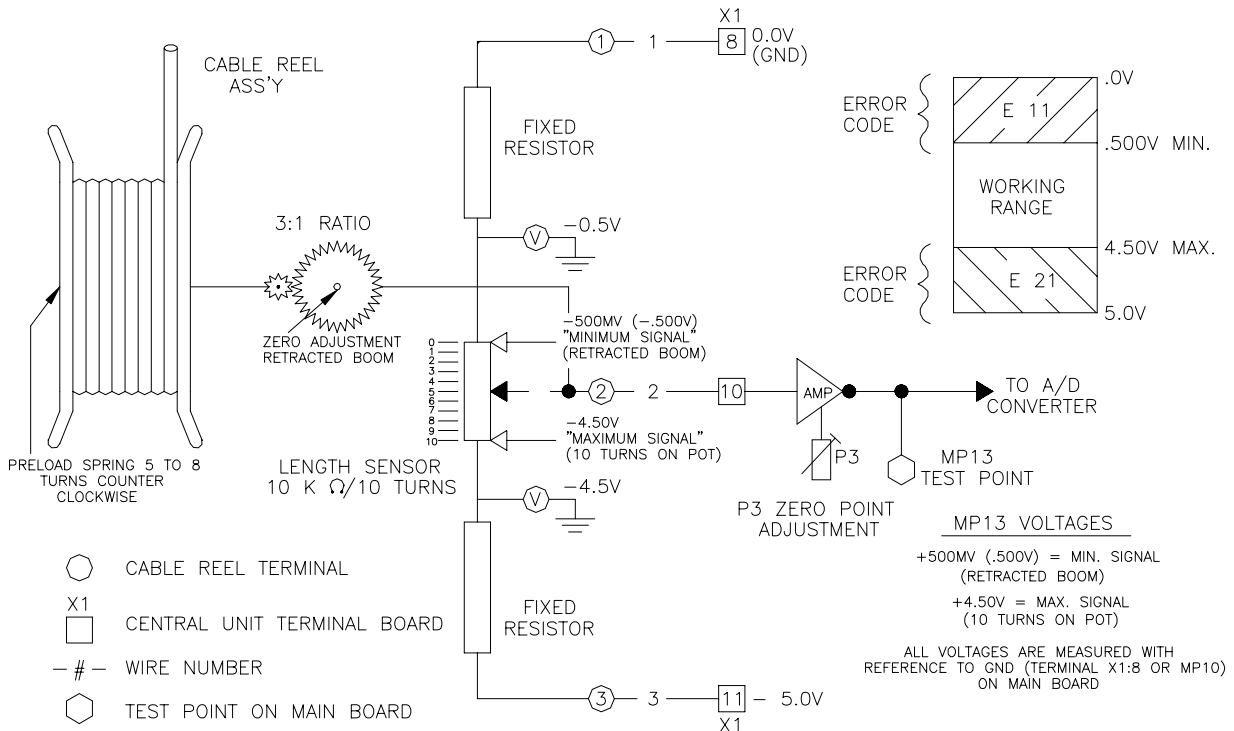 CABLE REEL
ASS'Y
PRELOAD SPRING 5 TO 8
TURNS COUNTER
CLOCKWISE
3:1 RATIO
ZERO ADJUSTMENT
RETRACTED BOOM
1
1
X1
8
0.0V
(GND)
FIXED
RESISTOR
V
-0.5V
0
1
2
3
4
5
6
7
8
9
10
-500MV (-.500V)
"MINIMUM SIGNAL"
(RETRACTED BOOM)
2
2
10
-4.50V
"MAXIMUM SIGNAL"
(10 TURNS ON POT)
LENGTH SENSOR
10 K Ω/10 TURNS
V
-4.5V
FIXED
RESISTOR
3
3
11
- 5.0V
X1
AMP
P3
P3 ZERO POINT
ADJUSTMENT
MP13
TEST POINT
TO A/D
CONVERTER
ERROR
CODE
E 11
.0V
.500V MIN.
WORKING
RANGE
4.50V MAX.
ERROR
CODE
E 21
5.0V
MP13 VOLTAGES
+500MV (.500V) = MIN. SIGNAL
(RETRACTED BOOM)
+4.50V = MAX. SIGNAL
(10 TURNS ON POT)
ALL VOLTAGES ARE MEASURED WITH
REFERENCE TO GND (TERMINAL X1:8 OR MP10)
ON MAIN BOARD
CABLE REEL TERMINAL
X1
CENTRAL UNIT TERMINAL BOARD
-#- WIRE NUMBER
TEST POINT ON MAIN BOARD